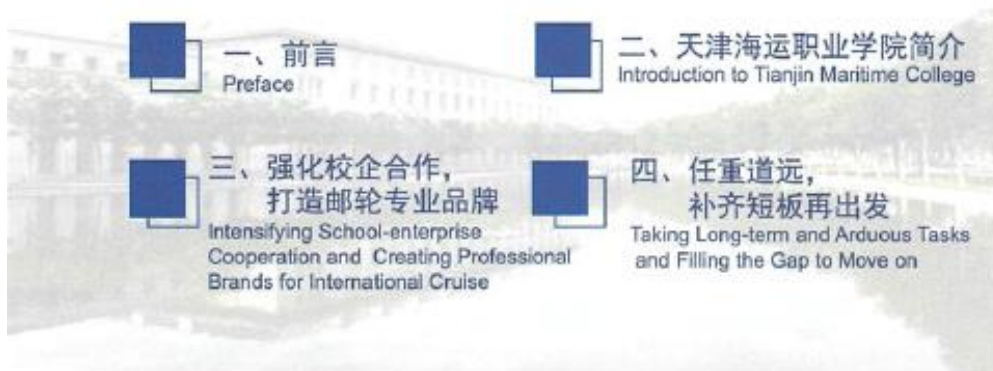 一、前言
Preface
二、天津海运职业学院简介
Introduction to Tianjin Maritime College
三、强化校企合作,
打造邮轮专业品牌
Intensifying School-enterprise
Cooperation and Creating Professional
Brands for International Cruise
四、任重道远,
补齐短板再出发
Taking Long-term and Arduous Tasks
and Filling the Gap to Move on